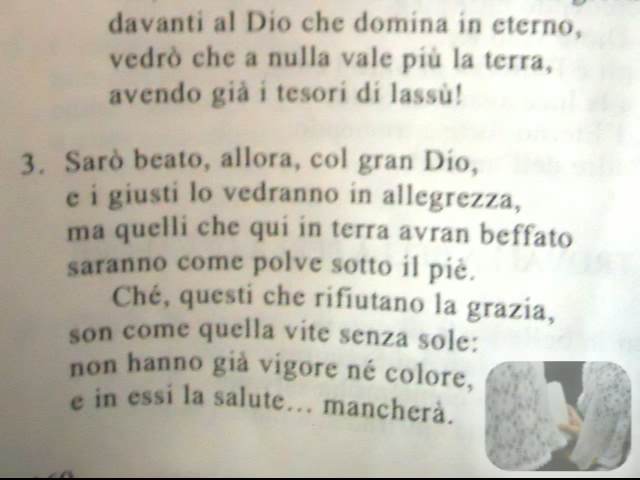 davanti al Dio che domina in eterno,
vedrò che a nulla vale più la terra,
avendo già i tesori di lassù!
3. Sarò beato, allora, col gran Dio,
e i giusti lo vedranno in allegrezza,
ma quelli che qui in terra avran beffato
saranno come polve sotto il piè.
Ché, questi che rifiutano la grazia,
son come quella vite senza sole:
non hanno già vigore né colore,
e in essi la salute... mancherà.